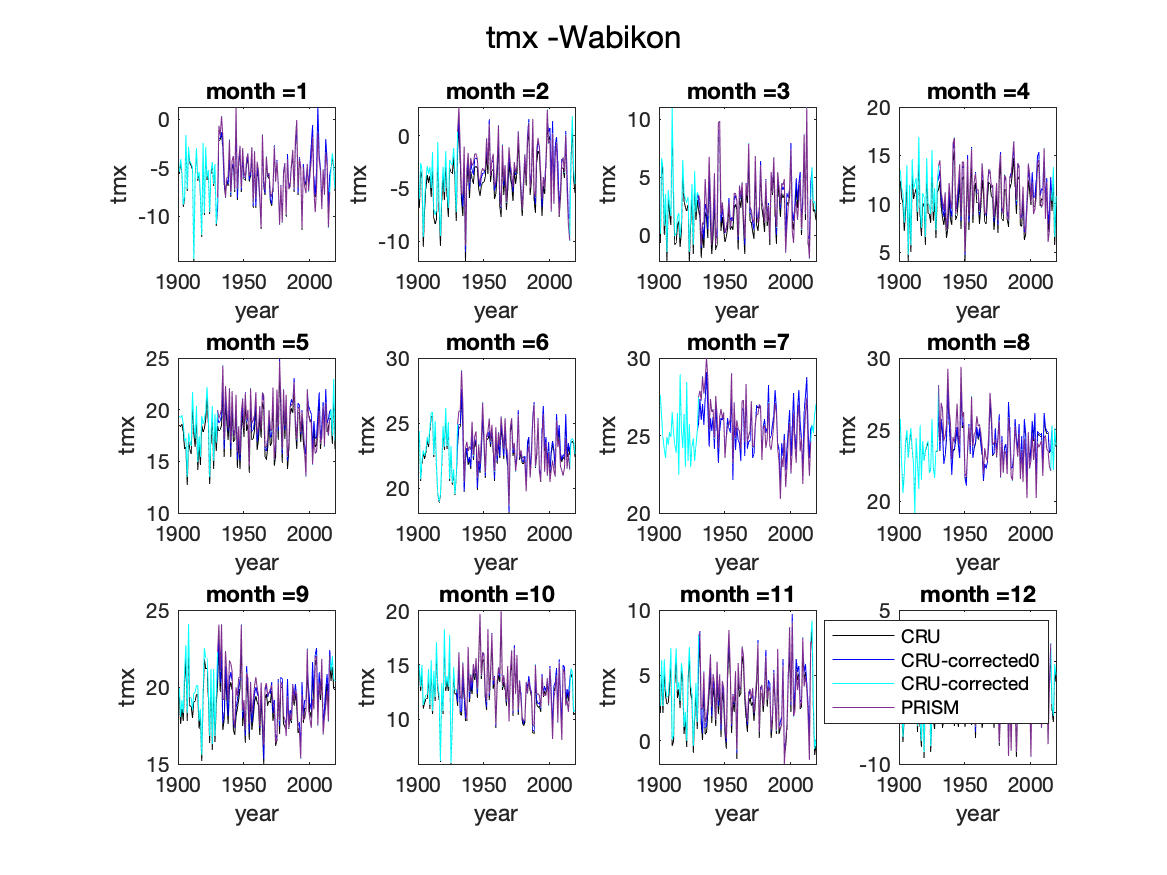 tmx -Wabikon
month =1
month =2
month =3
month =4
0
-5
-10
tmx
1900 1950 2000
year
0
-5
-10
tmx
1900 1950 2000
year
10
5
0
tmx
1900 1950 2000
year
20
15
10
5
tmx
1900 1950 2000
year
month =5
month =6
month =7
month =8
25
20
15
10
tmx
1900 1950 2000
year
30
25
20
tmx
1900 1950 2000
year
30
25
20
tmx
1900 1950 2000
year
30
25
20
tmx
1900 1950 2000
year
month =9
month =10
month =11
month =12
25
20
15
tmx
1900 1950 2000
year
20
15
10
tmx
1900 1950 2000
year
10
5
0
tmx
1900 1950 2000
year
5
-10
1900 1950 2000
year
CRU
CRU-corrected0
CRU-corrected
PRISM